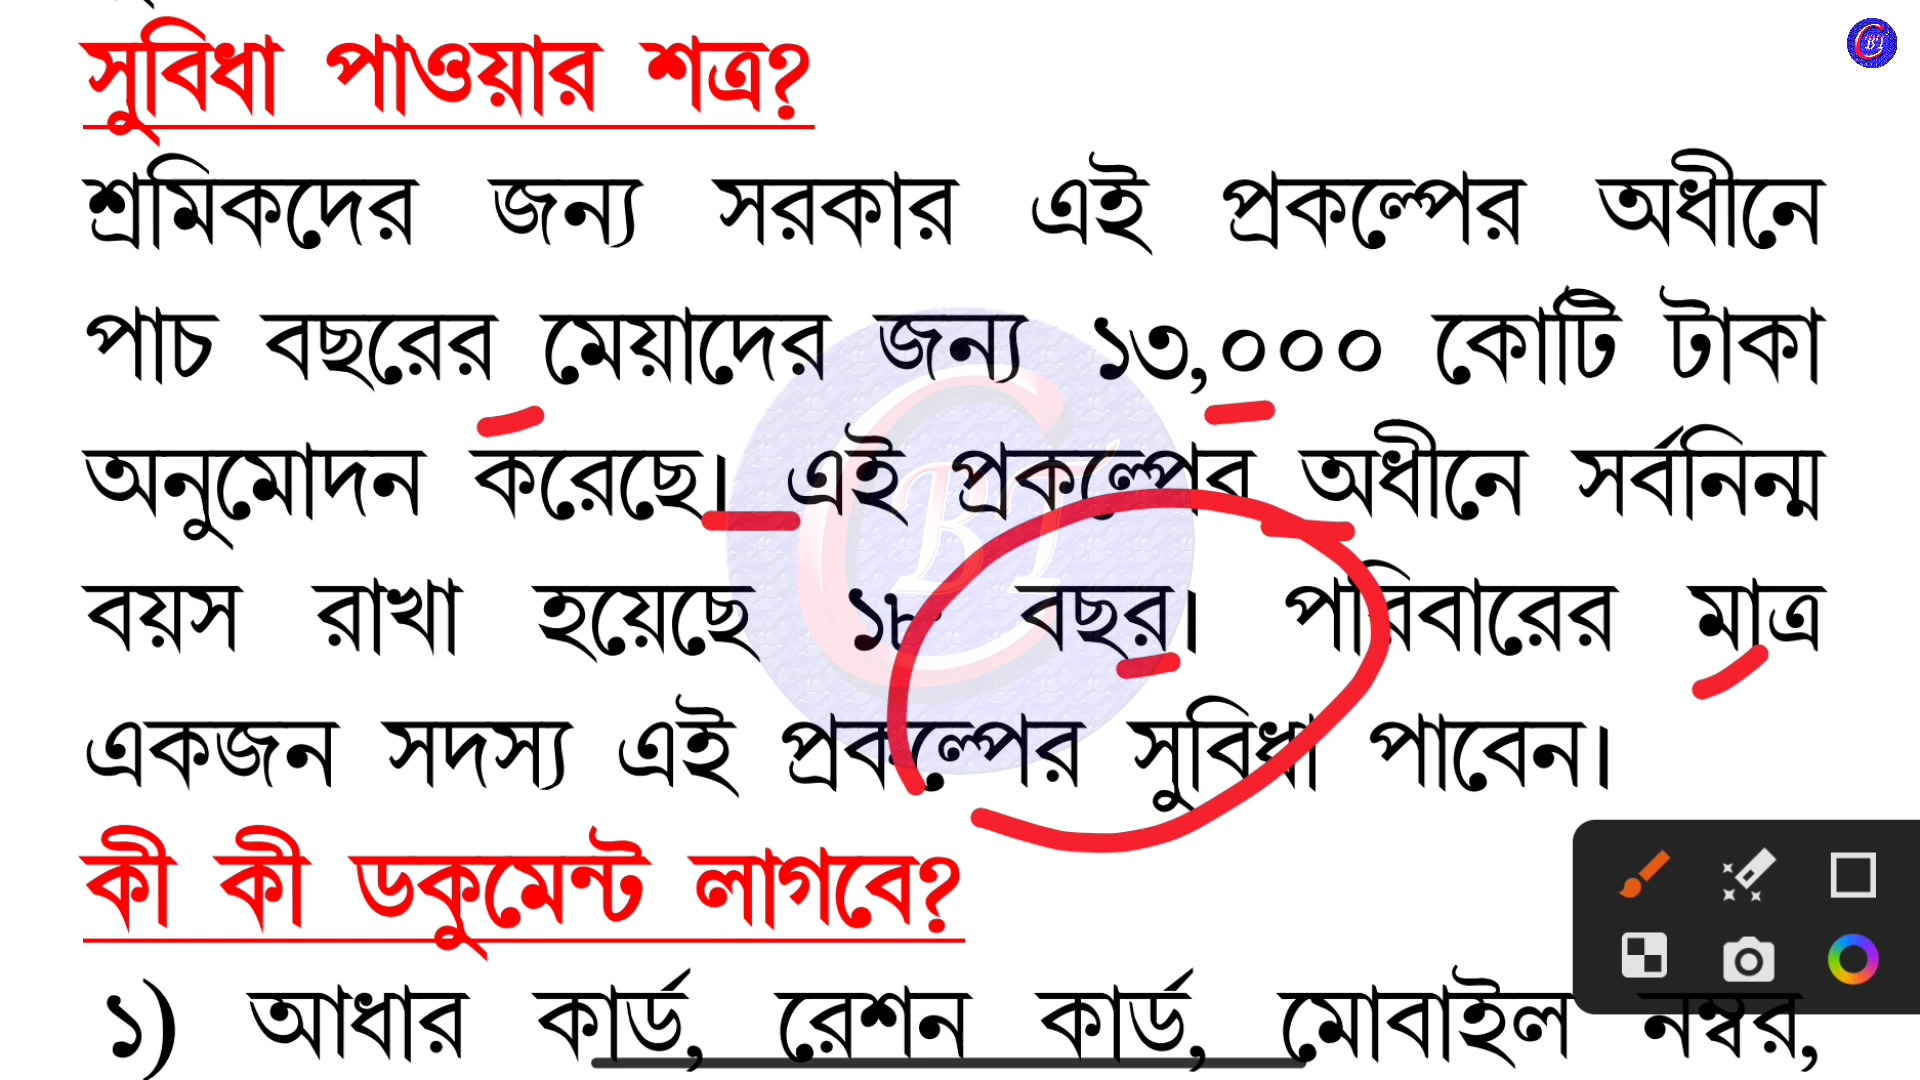 সুবিধা পাওয়ার শত্র?
শ্রমিকদের জন্য সরকার এই প্রকল্পের অধীনে
পাচ বছরের মেয়াদের জন্য ১৩,০০০ কোটি টাকা
অনুমোদন করেছে। এই প্রকল্পের অধীনে সর্বনিন্ম
বয়স রাখা হয়েছে ১৮ বছর। পরিবারের মাত্র
একজন সদস্য এই প্রকল্পের সুবিধা পাবেন।
কী কী ডকুমেন্ট লাগবে?
১) আধার কার্ড, রেশন কার্ড, মোবাইল নম্বর,